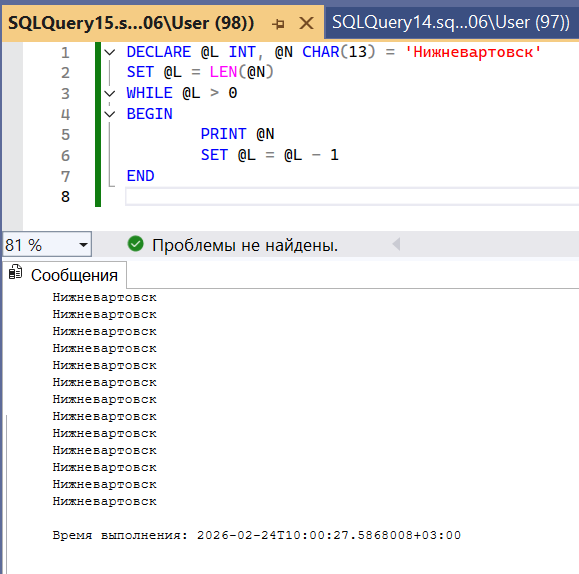 SQLQuery15.s...06\User (98))
SQLQuery14.sq...06\User (97))
1 DECLARE @L INT, @N CHAR(13) = 'Нижневартовск'
2 SET @L = LEN(@N)
3 WHILE @L > 0
4 BEGIN
5 PRINT @N
6 SET @L = @L - 1
7 END
8
81 %
Проблемы не найдены.
Сообщения
Нижневартовск
Нижневартовск
Нижневартовск
Нижневартовск
Нижневартовск
Нижневартовск
Нижневартовск
Нижневартовск
Нижневартовск
Нижневартовск
Нижневартовск
Нижневартовск
Нижневартовск
Время выполнения: 2026-02-24T10:00:27.5868008+03:00